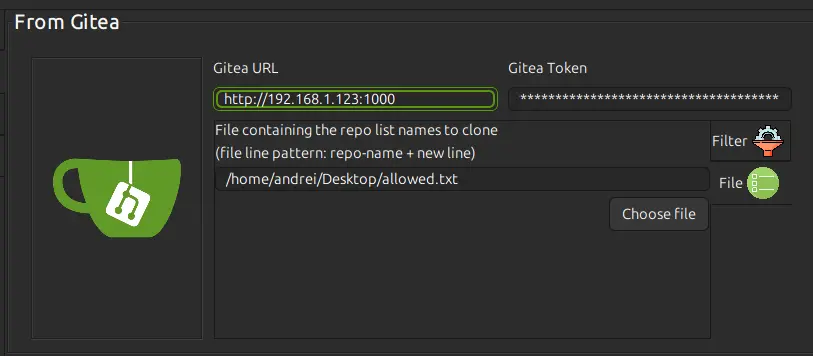 From Gitea
Gitea URL
Gitea Token
http://192.168.1.123:1000
****************************************
File containing the repo list names to clone
(file line pattern: repo-name + new line)
Filter
/home/andrei/Desktop/allowed.txt
File
Choose file